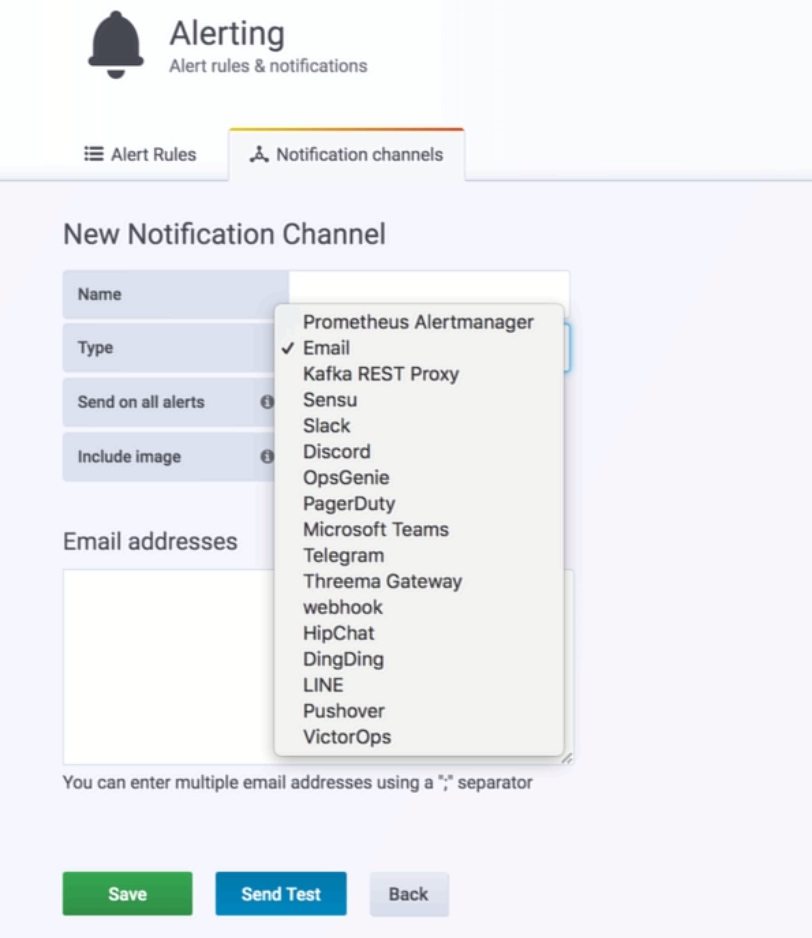 Alerting
Alert rules & notifications
Alert Rules
Notification channels
New Notification Channel
Name
Type
Prometheus Alertmanager
Email
Kafka REST Proxy
Sensu
Slack
Discord
OpsGenie
PagerDuty
Microsoft Teams
Telegram
Threema Gateway
webhook
HipChat
DingDing
LINE
Pushover
VictorOps
Send on all alerts
Include image
Email addresses
You can enter multiple email addresses using a ";" separator
Save
Send Test
Back